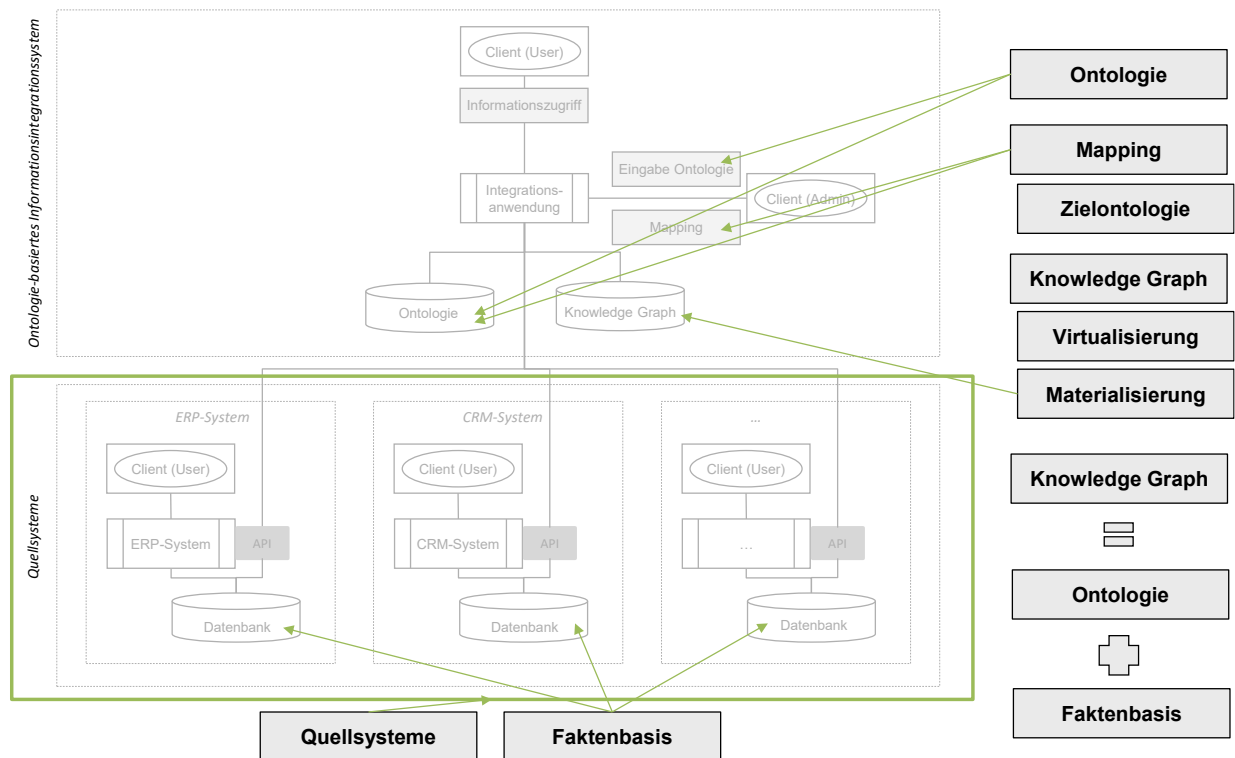 Ontologie-basiertes Informationsintegrationssystem
Client (User)
Informationszugriff
Eingabe Ontologie
Integrations-
anwendung
Client (Admin)
Mapping
Ontologie
Knowledge Graph
Quellsysteme
ERP-System
CRM-System
...
Client (User)
Client (User)
Client (User)
ERP-System
API
CRM-System
API
...
API
Datenbank
Datenbank
Datenbank
Quellsysteme
Faktenbasis
Ontologie
Mapping
Zielontologie
Knowledge Graph
Virtualisierung
Materialisierung
Knowledge Graph
Ontologie
Faktenbasis